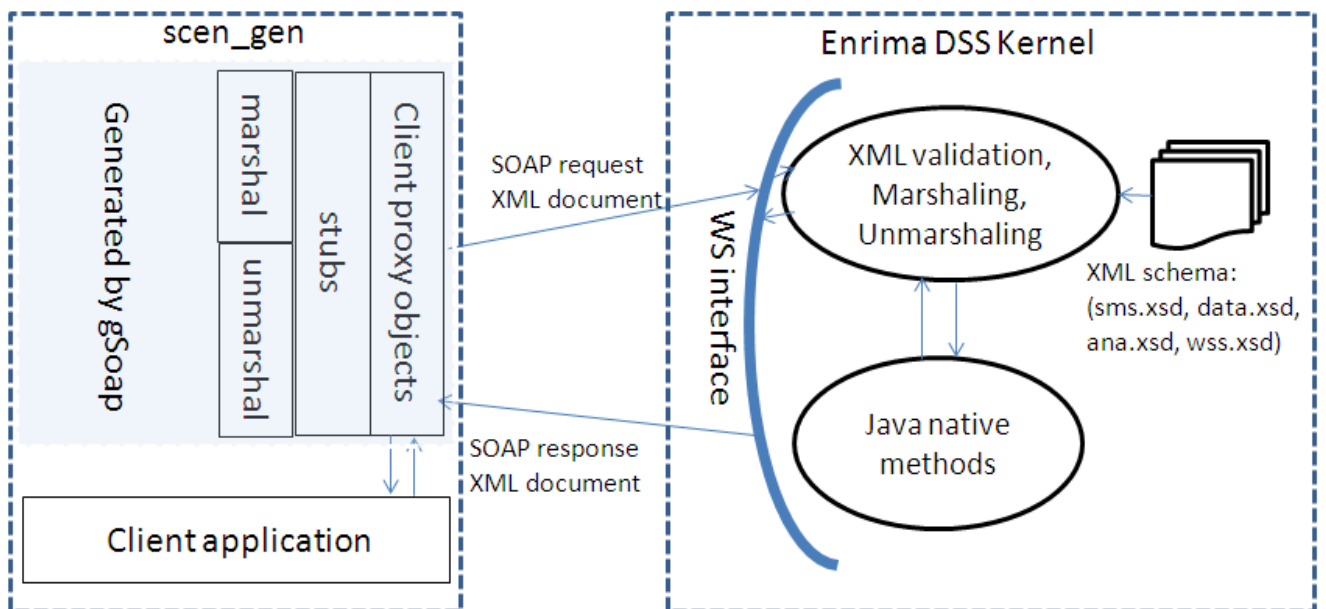 scen_gen
Generated by gSoap
marshal
unmarshal
stubs
Client proxy objects
Client application
SOAP request
XML document
SOAP response
XML document
Enrima DSS Kernel
WS interface
XML validation,
Marshaling,
Unmarshaling
Java native
methods
XML schema:
(sms.xsd, data.xsd,
ana.xsd, wss.xsd)